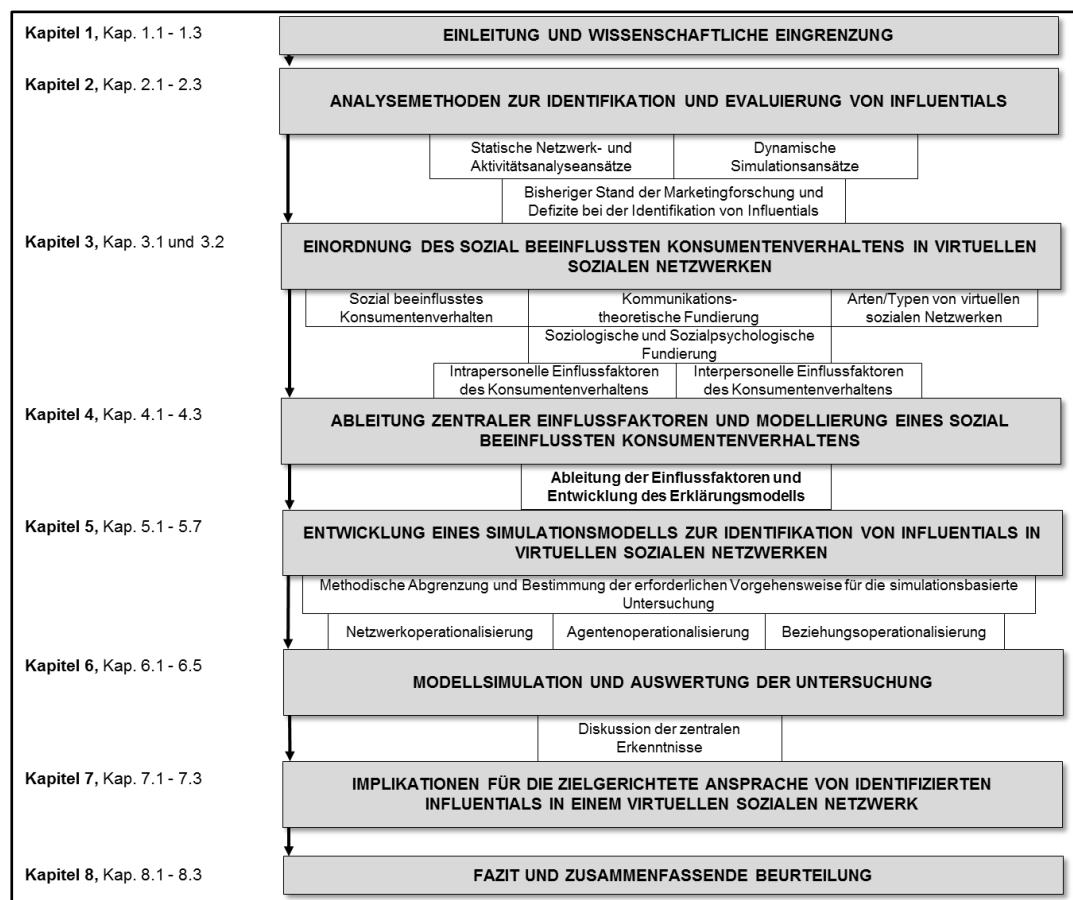 Kapitel 1, Kap. 1.1 - 1.3
EINLEITUNG UND WISSENSCHAFTLICHE EINGRENZUNG
Kapitel 2, Kap. 2.1 - 2.3
ANALYSEMETHODEN ZUR IDENTIFIKATION UND EVALUIERUNG VON INFLUENTIALS
Statische Netzwerk- und
Aktivitätsanalyseansätze
Dynamische
Simulationsansätze
Bisheriger Stand der Marketingforschung und
Defizite bei der Identifikation von Influentials
Kapitel 3, Kap. 3.1 und 3.2
EINORDNUNG DES SOZIAL BEEINFLUSSTEN KONSUMENTENVERHALTENS IN VIRTUELLEN
SOZIALEN NETZWERKEN
Sozial beeinflusstes
Konsumentenverhalten
Kommunikations-
theoretische Fundierung
Arten/Typen von virtuellen
sozialen Netzwerken
Soziologische und Sozialpsychologische
Fundierung
Intrapersonelle Einflussfaktoren
des Konsumentenverhaltens
Interpersonelle Einflussfaktoren
des Konsumentenverhaltens
Kapitel 4, Kap. 4.1 - 4.3
ABLEITUNG ZENTRALER EINFLUSSFAKTOREN UND MODELLIERUNG EINES SOZIAL
BEEINFLUSSTEN KONSUMENTENVERHALTENS
Ableitung der Einflussfaktoren und
Entwicklung des Erklärungsmodells
Kapitel 5, Kap. 5.1 - 5.7
ENTWICKLUNG EINES SIMULATIONSMODELLS ZUR IDENTIFIKATION VON INFLUENTIALS IN
VIRTUELLEN SOZIALEN NETZWERKEN
Methodische Abgrenzung und Bestimmung der erforderlichen Vorgehensweise für die simulationsbasierte
Untersuchung
Netzwerkoperationalisierung
Agentenoperationalisierung
Beziehungsoperationalisierung
Kapitel 6, Kap. 6.1 - 6.5
MODELLSIMULATION UND AUSWERTUNG DER UNTERSUCHUNG
Diskussion der zentralen
Erkenntnisse
Kapitel 7, Kap. 7.1 - 7.3
IMPLIKATIONEN FÜR DIE ZIELGERICHTETE ANSPRACHE VON IDENTIFIZIERTEN
INFLUENTIALS IN EINEM VIRTUELLEN SOZIALEN NETZWERK
Kapitel 8, Kap. 8.1 - 8.3
FAZIT UND ZUSAMMENFASSENDE BEURTEILUNG